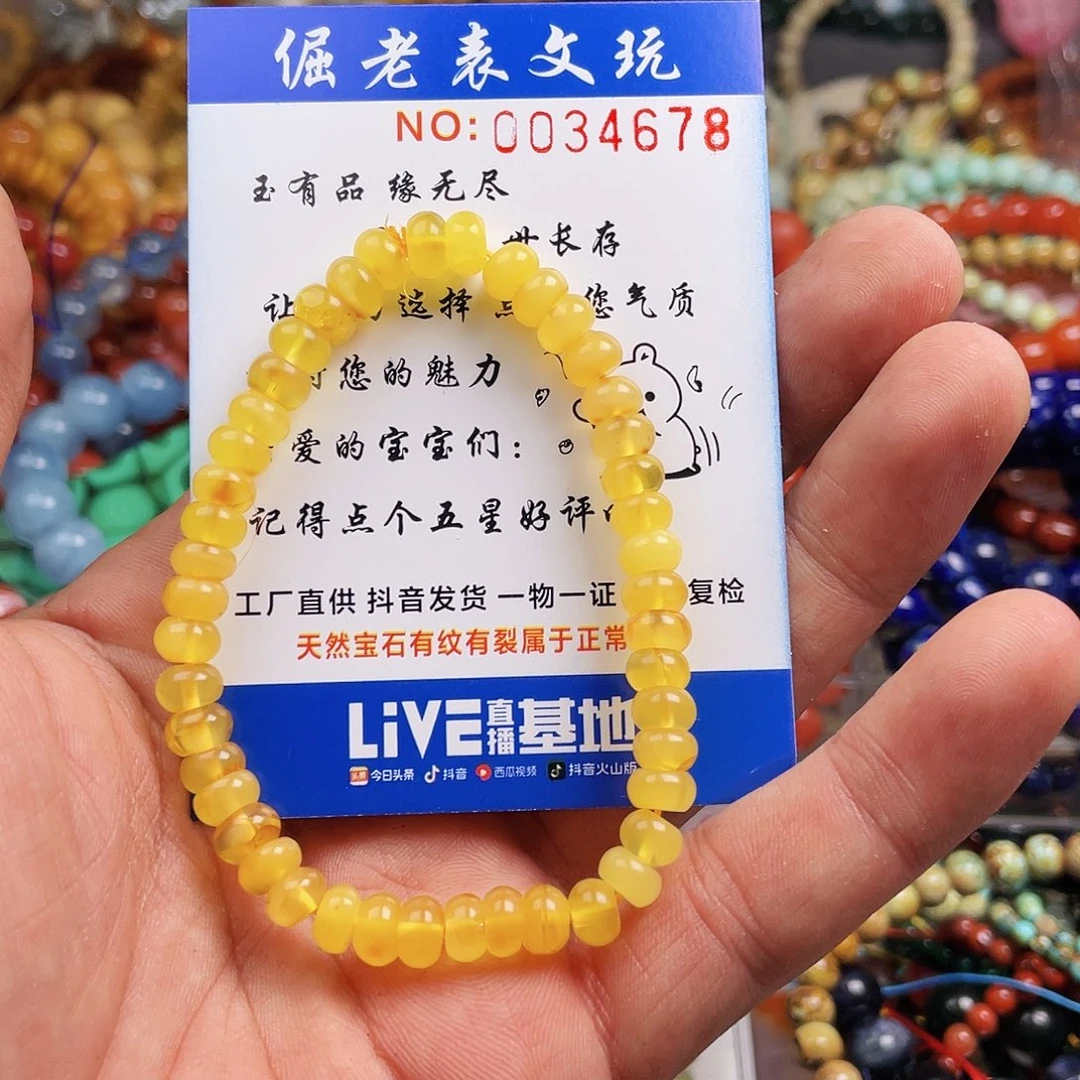 倔老表文玩
NO:0034678
玉有品 缘无尽
世长存
让 选择 点 您气质
您的魅力
爱的宝宝们:
记得点个五星好评
工厂直供 抖音发货 一物一证 复检
天然宝石有纹有裂属于正常
LiVE直播基地
头条 今日头条 抖音 西瓜视频 抖音火山版